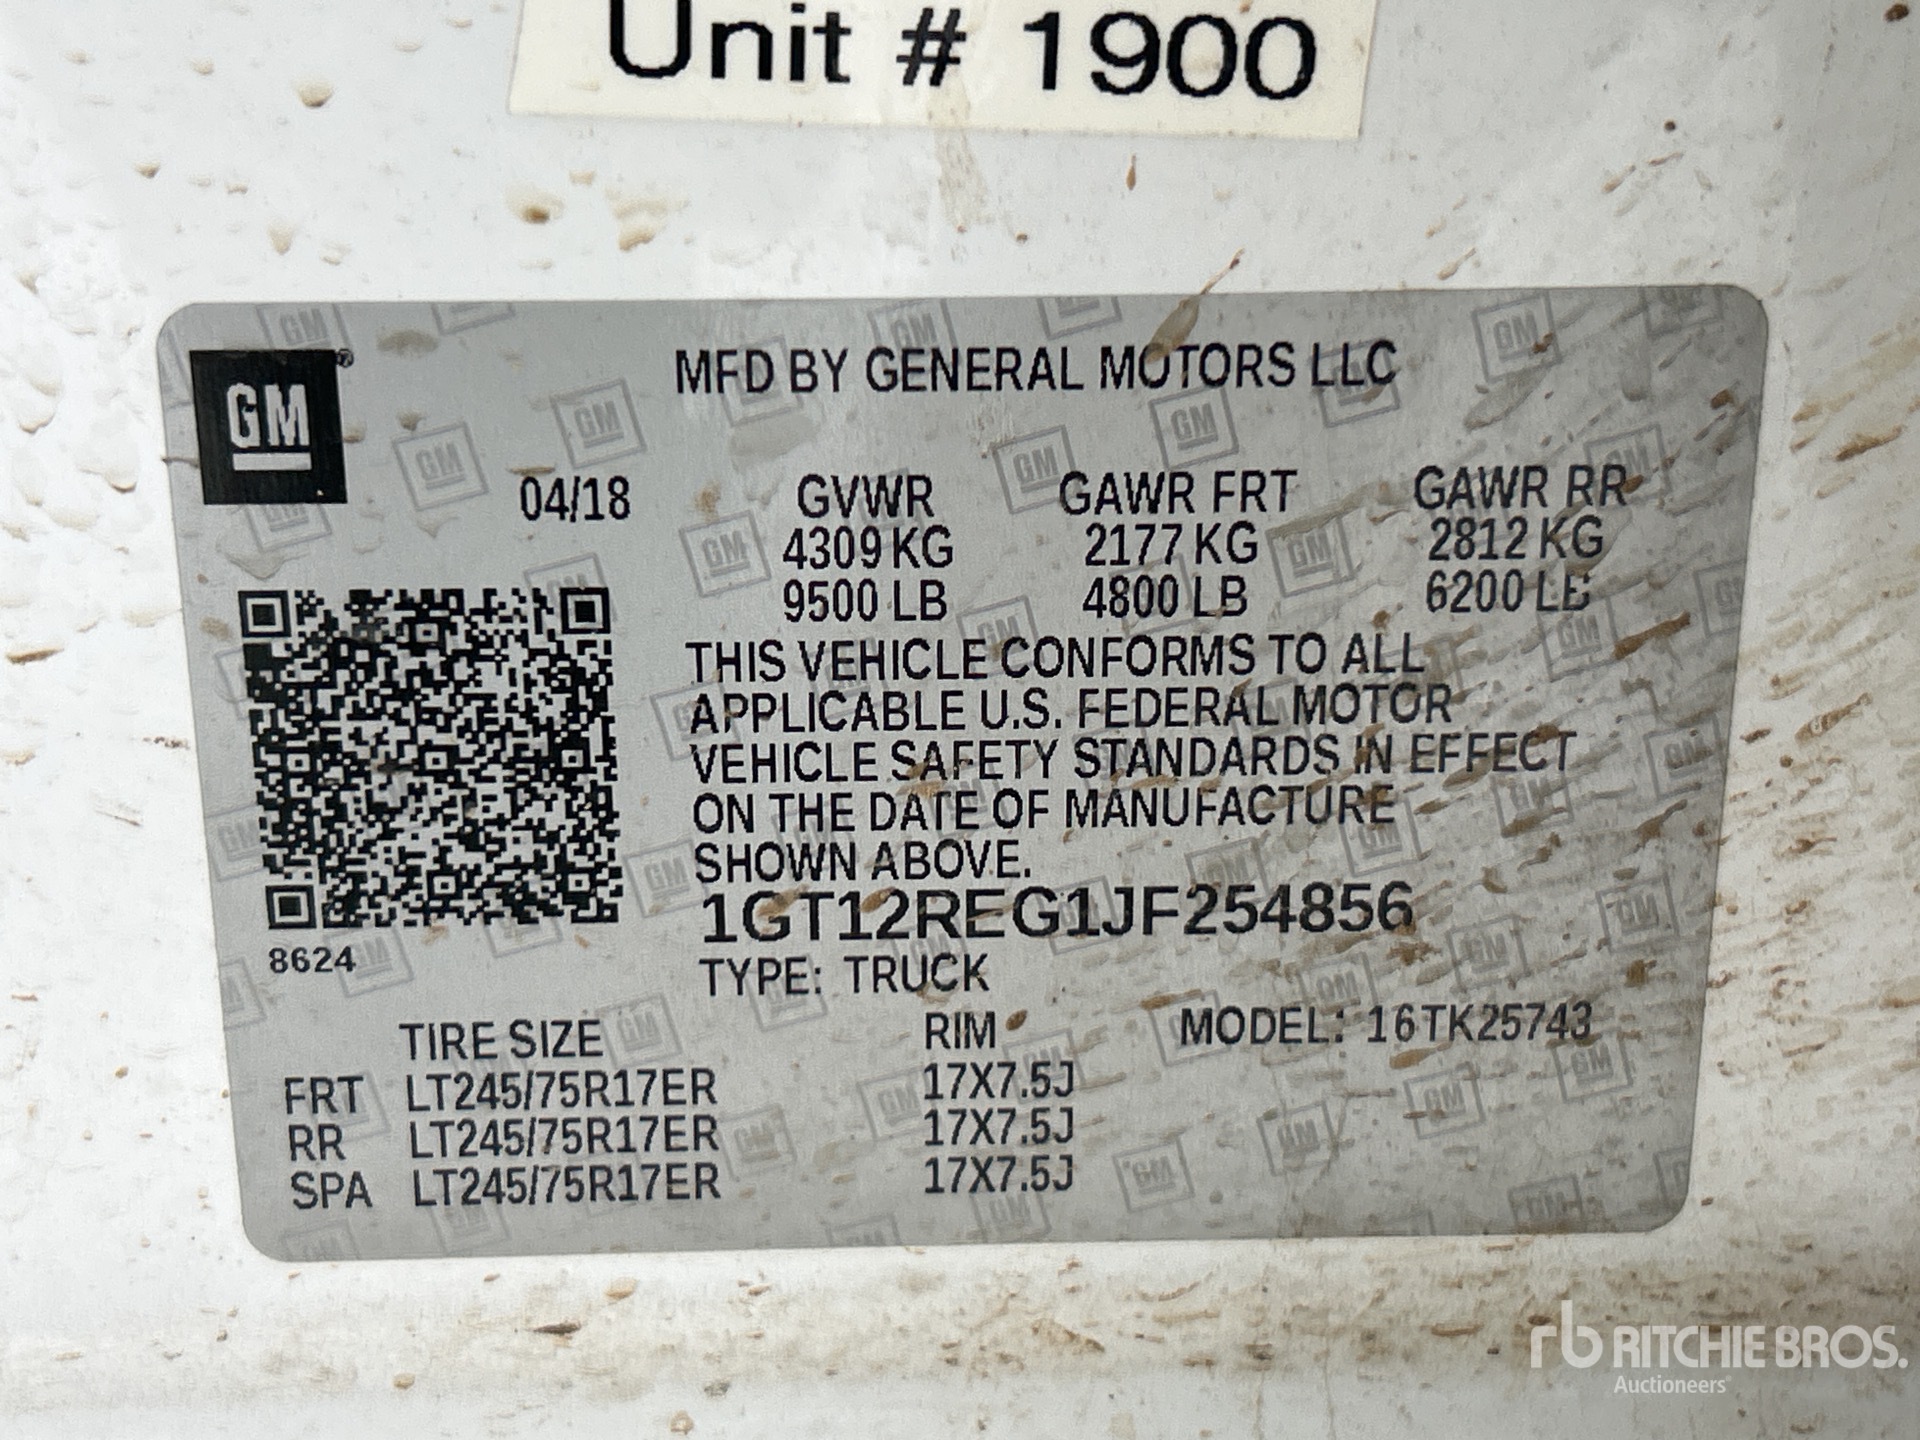 Unit # 1900
GM
MFD BY GENERAL MOTORS LLC
04/18 GVWR GAWR FRT GAWR RR
4309 KG 2177 KG 2812 KG
9500 LB 4800 LB 6200 LB
THIS VEHICLE CONFORMS TO ALL
APPLICABLE U.S. FEDERAL MOTOR
VEHICLE SAFETY STANDARDS IN EFFECT
ON THE DATE OF MANUFACTURE
SHOWN ABOVE.
1GT12REG1JF254856
8624
TYPE: TRUCK
TIRE SIZE RIM MODEL: 16TK25743
FRT LT245/75R17ER 17X7.5J
RR LT245/75R17ER 17X7.5J
SPA LT245/75R17ER 17X7.5J
rb RITCHIE BROS.
Auctioneers